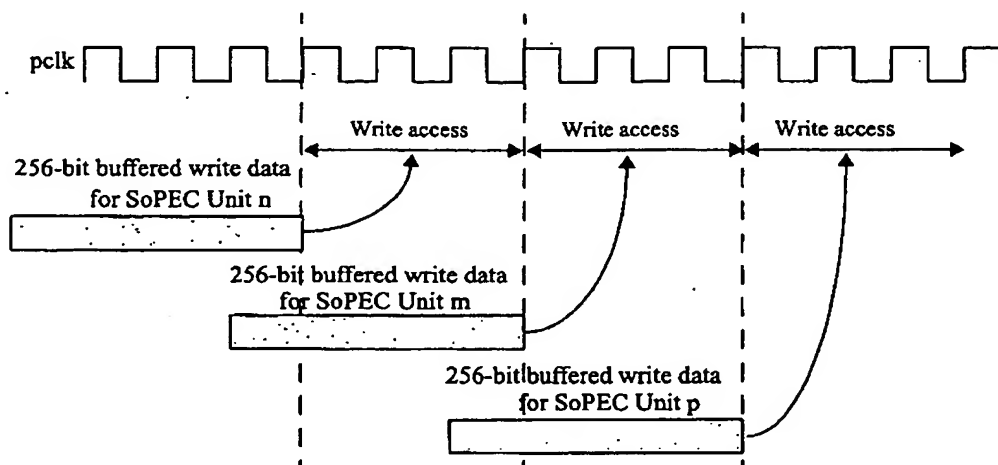 pclk
Write access Write access Write access
256-bit buffered write data
for SoPEC Unit n
256-bit buffered write data
for SoPEC Unit m
256-bit buffered write data
for SoPEC Unit p